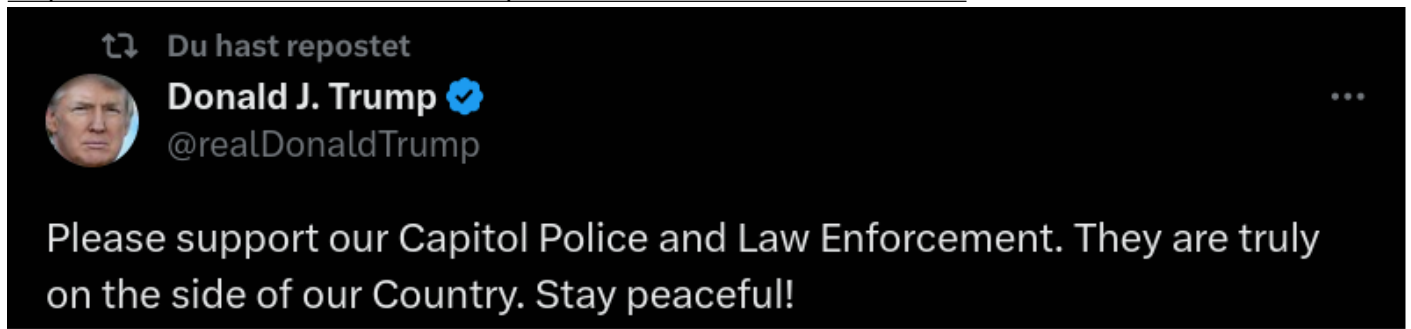 Du hast repostet
Donald J. Trump
@realDonaldTrump
Please support our Capitol Police and Law Enforcement. They are truly
on the side of our Country. Stay peaceful!